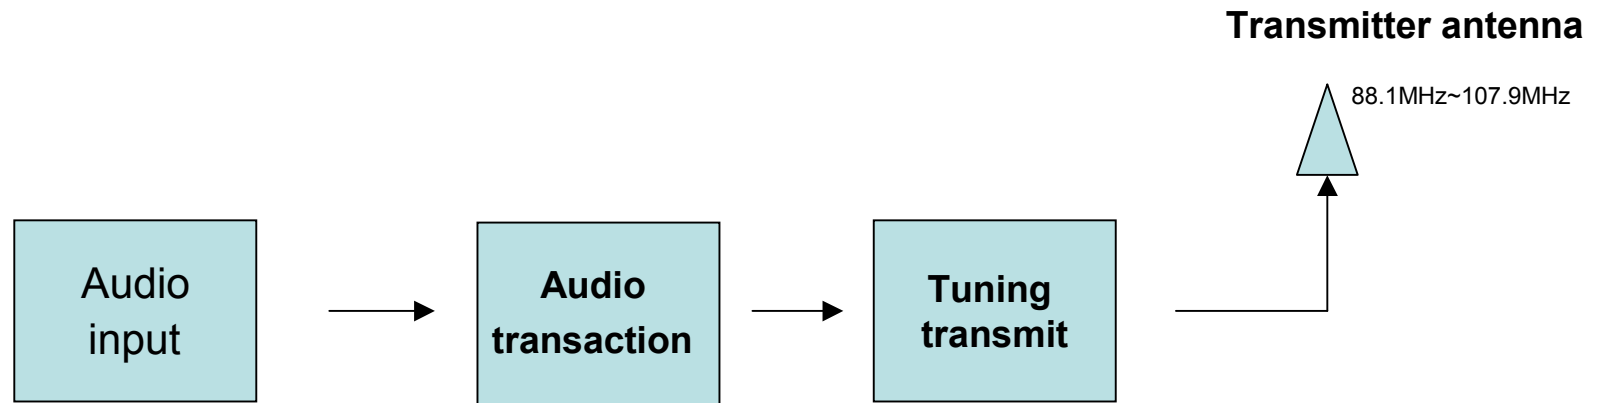 Transmitter antenna
88.1MHz~107.9MHz
Audio
input
Audio
transaction
Tuning
transmit